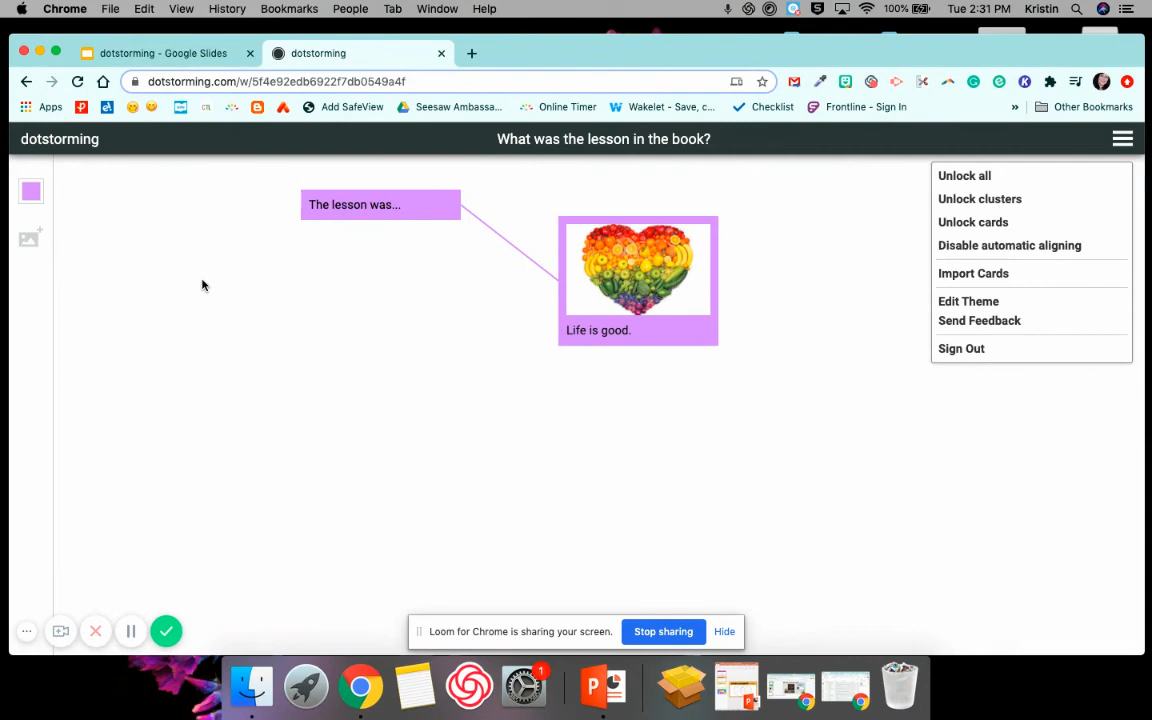 Chrome File Edit View History Bookmarks People Tab Window Help 100% Tue 2:31 PM Kristin
dotstorming - Google Slides dotstorming
dotstorming.com/w/5f4e92edb6922f7db0549a4f
Apps Add SafeView Seesaw Ambassa... Online Timer Wakelet - Save, c... Checklist Frontline - Sign In » Other Bookmarks
dotstorming What was the lesson in the book?
The lesson was...
Life is good.
Unlock all
Unlock clusters
Unlock cards
Disable automatic aligning
Import Cards
Edit Theme
Send Feedback
Sign Out
Loom for Chrome is sharing your screen. Stop sharing Hide
1